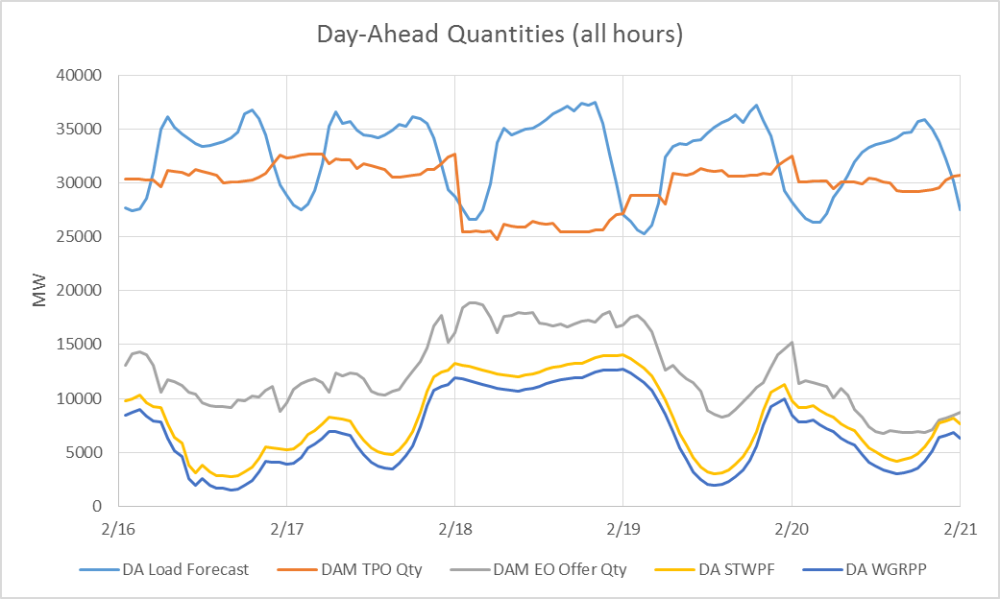 Day-Ahead Quantities (all hours)
40000
35000
30000
25000
20000
15000
10000
5000
0
MW
2/16 2/17 2/18 2/19 2/20 2/21
DA Load Forecast DAM TPO Qty DAM EO Offer Qty DA STWPF DA WGRPP